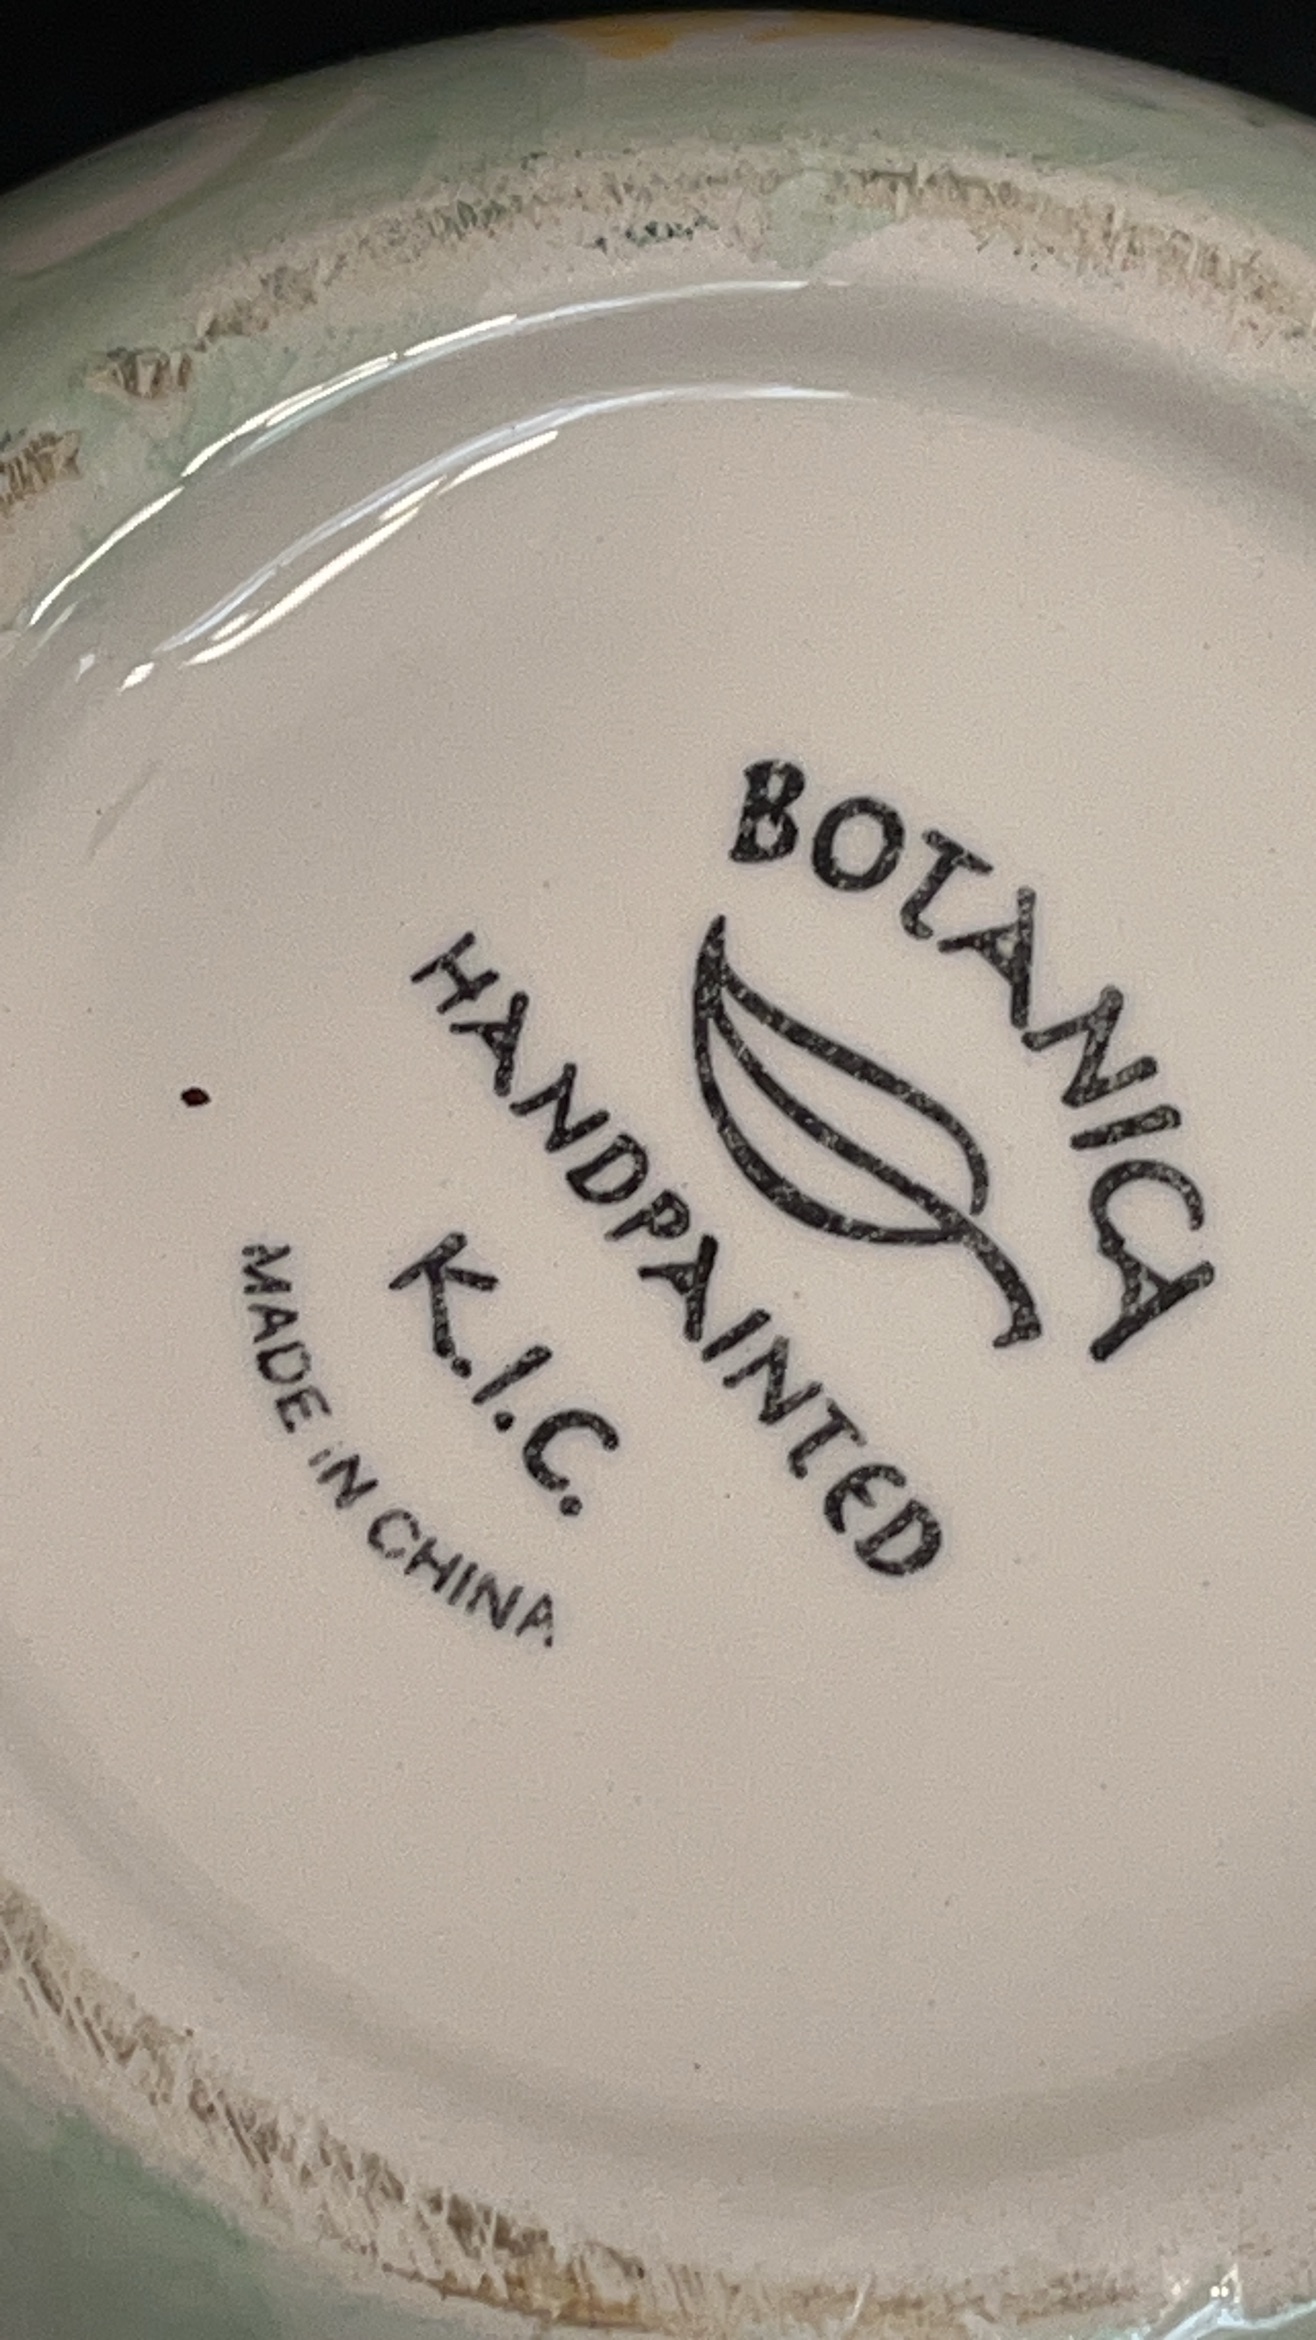 BOTANICA
HANDPAINTED
K.I.C.
MADE IN CHINA